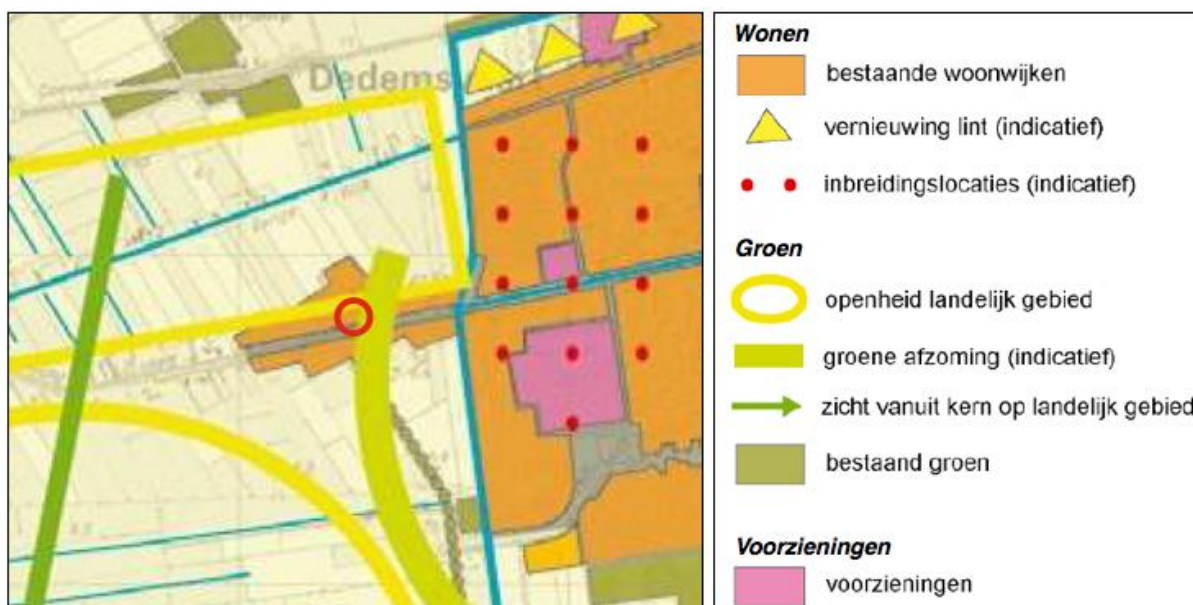 Dedems
Wonen
bestaande woonwijken
vernieuwing lint (indicatief)
inbreidingslocaties (indicatief)
Groen
openheid landelijk gebied
groene afzoming (indicatief)
zicht vanuit kern op landelijk gebied
bestaand groen
Voorzieningen
voorzieningen